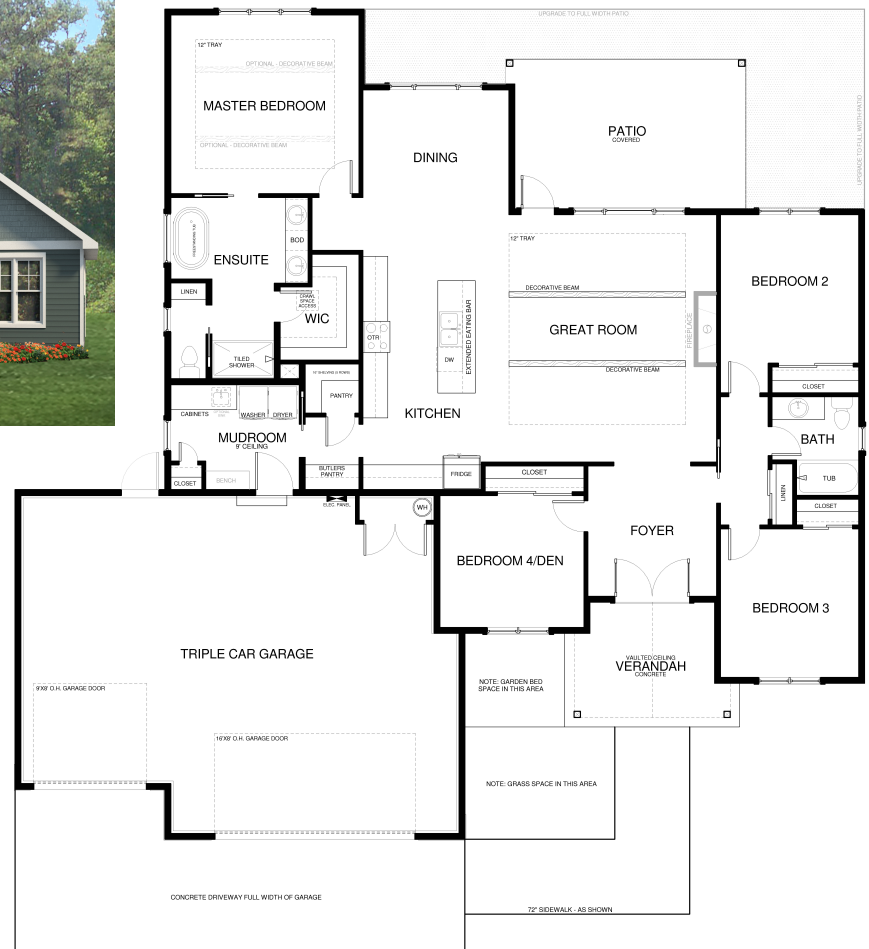 UPGRADE TO FULL WIDTH PATIO
12" TRAY
OPTIONAL - DECORATIVE BEAM
MASTER BEDROOM
OPTIONAL - DECORATIVE BEAM
DINING
PATIO
COVERED
UPGRADE TO FULL WIDTH PATIO
FREESTANDING TUB
BOD
ENSUITE
LINEN
CRAWL
SPACE
ACCESS
WIC
TILED
SHOWER
OTR
EXTENDED EATING BAR
DW
12" TRAY
DECORATIVE BEAM
GREAT ROOM
FIREPLACE
DECORATIVE BEAM
BEDROOM 2
CLOSET
PANTRY
KITCHEN
CABINETS
WASHER
DRYER
MUDROOM
9' CEILING
CLOSET
BENCH
BUTLERS
PANTRY
FRIDGE
CLOSET
BATH
TUB
LINEN
CLOSET
ELEC. PANEL
WH
FOYER
BEDROOM 4/DEN
BEDROOM 3
TRIPLE CAR GARAGE
VAULTED CEILING
VERANDAH
CONCRETE
NOTE: GARDEN BED
SPACE IN THIS AREA
9'X8' O.H. GARAGE DOOR
16'X8' O.H. GARAGE DOOR
NOTE: GRASS SPACE IN THIS AREA
CONCRETE DRIVEWAY FULL WIDTH OF GARAGE
72" SIDEWALK - AS SHOWN